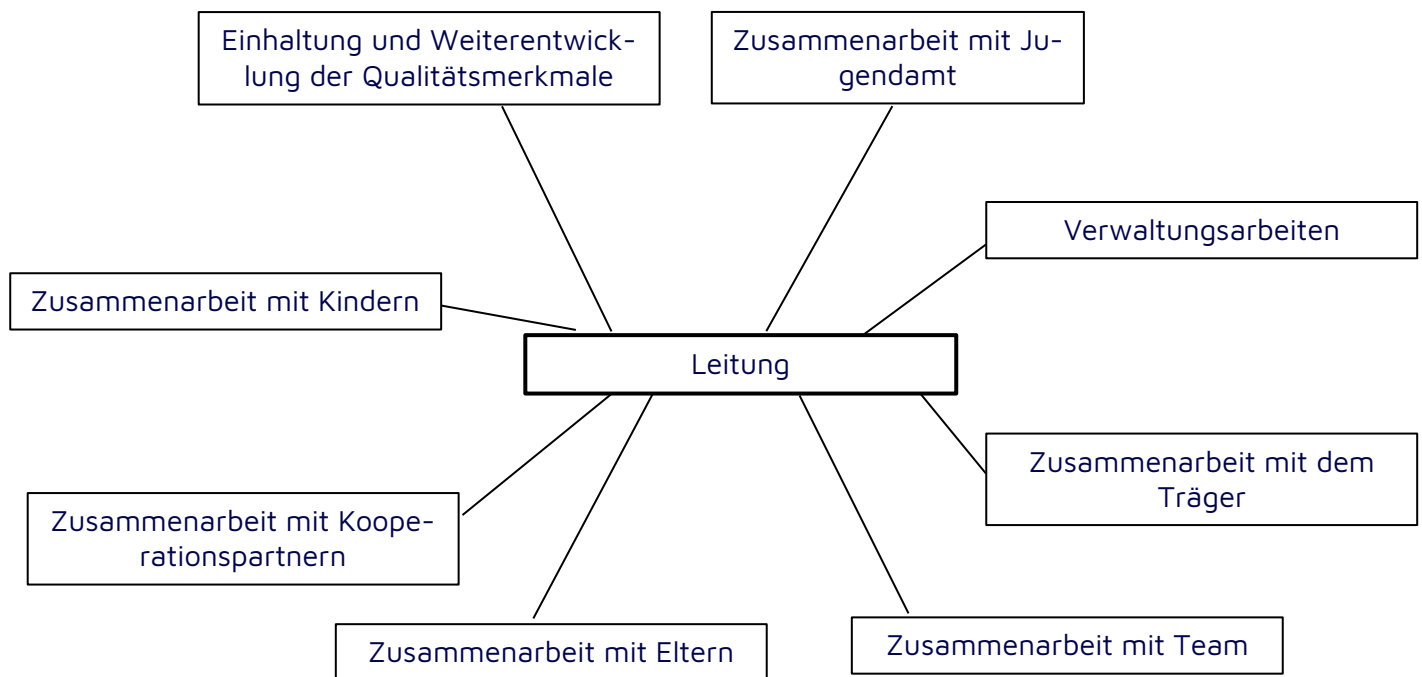 Einhaltung und Weiterentwick-
lung der Qualitätsmerkmale
Zusammenarbeit mit Ju-
gendamt
Verwaltungsarbeiten
Zusammenarbeit mit Kindern
Leitung
Zusammenarbeit mit dem
Träger
Zusammenarbeit mit Koope-
rationspartnern
Zusammenarbeit mit Eltern
Zusammenarbeit mit Team